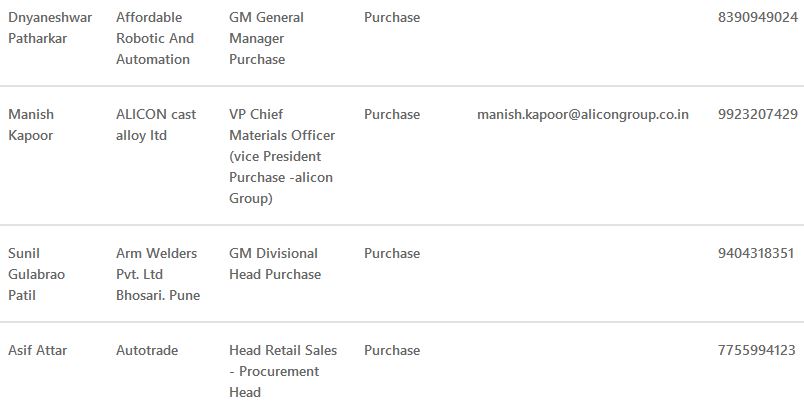 Dnyaneshwar Affordable GM General Purchase 8390949024
Patharkar Robotic And Manager
Automation Purchase
Manish ALICON cast VP Chief Purchase manish.kapoor@alicongroup.co.in 9923207429
Kapoor alloy ltd Materials Officer
(vice President
Purchase -alicon
Group)
Sunil Arm Welders GM Divisional Purchase 9404318351
Gulabrao Pvt. Ltd Head Purchase
Patil Bhosari. Pune
Asif Attar Autotrade Head Retail Sales Purchase 7755994123
- Procurement
Head